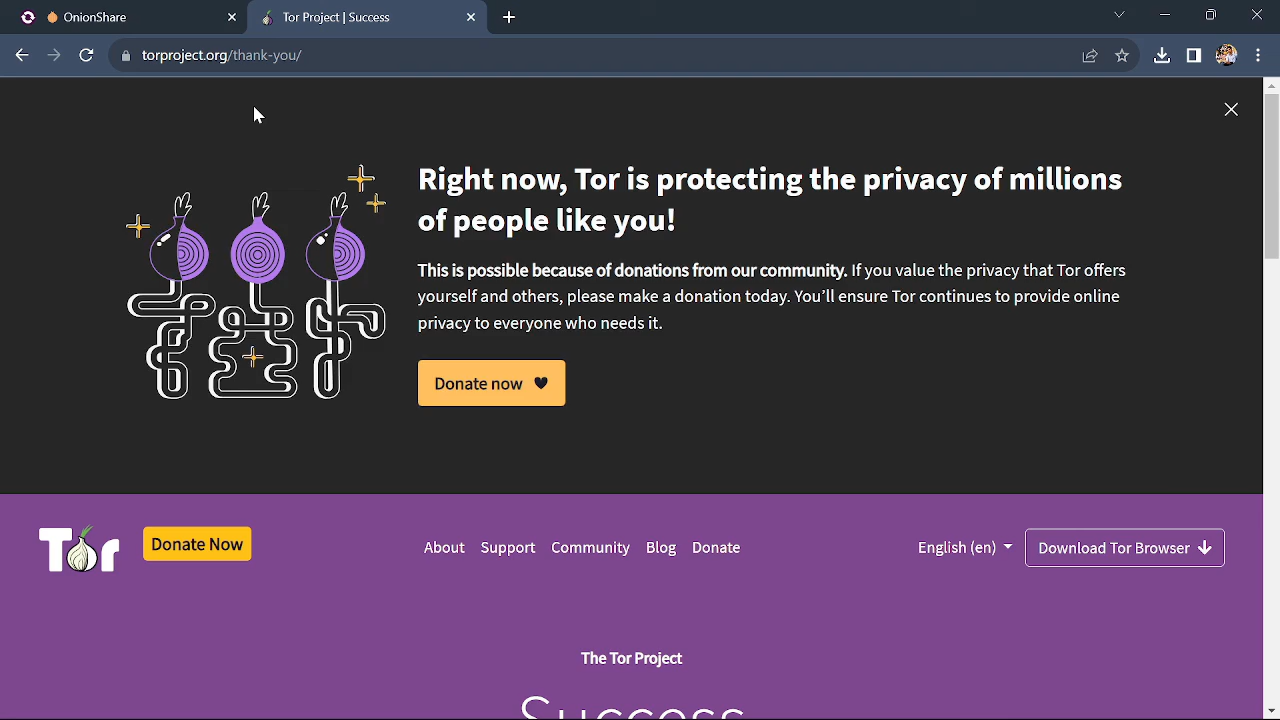 OnionShare
Tor Project | Success
torproject.org/thank-you/
Right now, Tor is protecting the privacy of millions
of people like you!
This is possible because of donations from our community. If you value the privacy that Tor offers
yourself and others, please make a donation today. You’ll ensure Tor continues to provide online
privacy to everyone who needs it.
Donate now
Tor
Donate Now
About Support Community Blog Donate
English (en)
Download Tor Browser
The Tor Project
Success